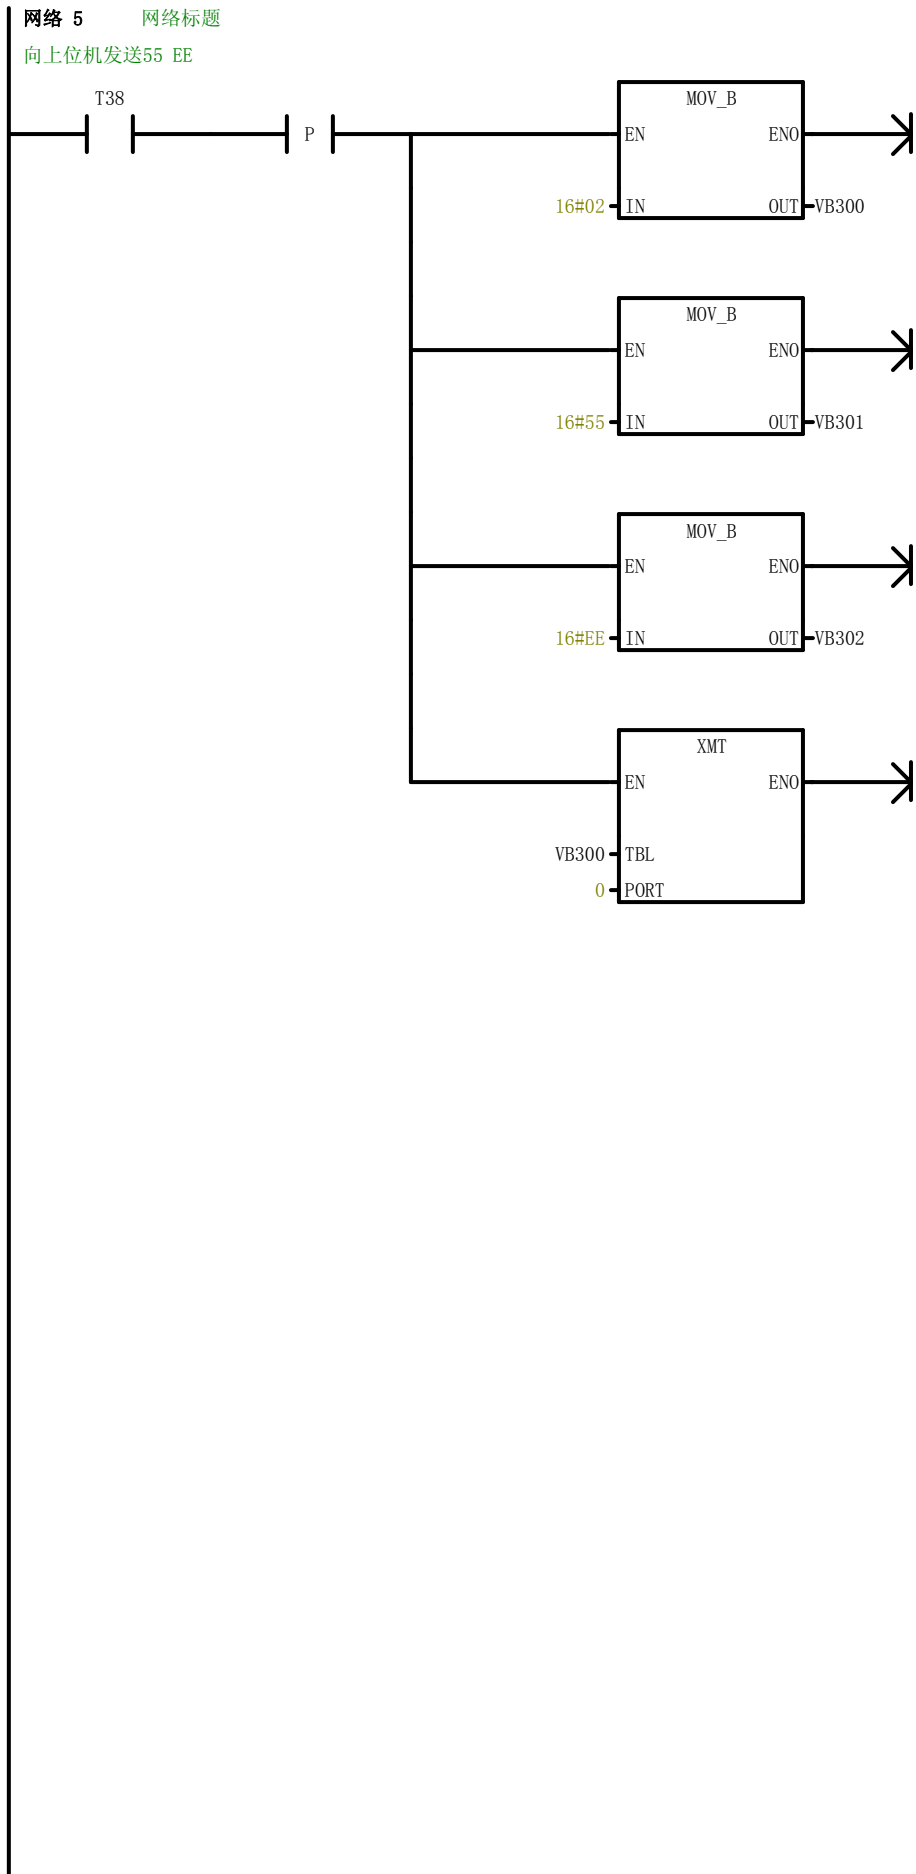 网络 5 网络标题
向上位机发送55 EE
T38
P
MOV_B
EN ENO
16#02 IN OUT VB300
MOV_B
EN ENO
16#55 IN OUT VB301
MOV_B
EN ENO
16#EE IN OUT VB302
XMT
EN ENO
VB300 TBL
0 PORT